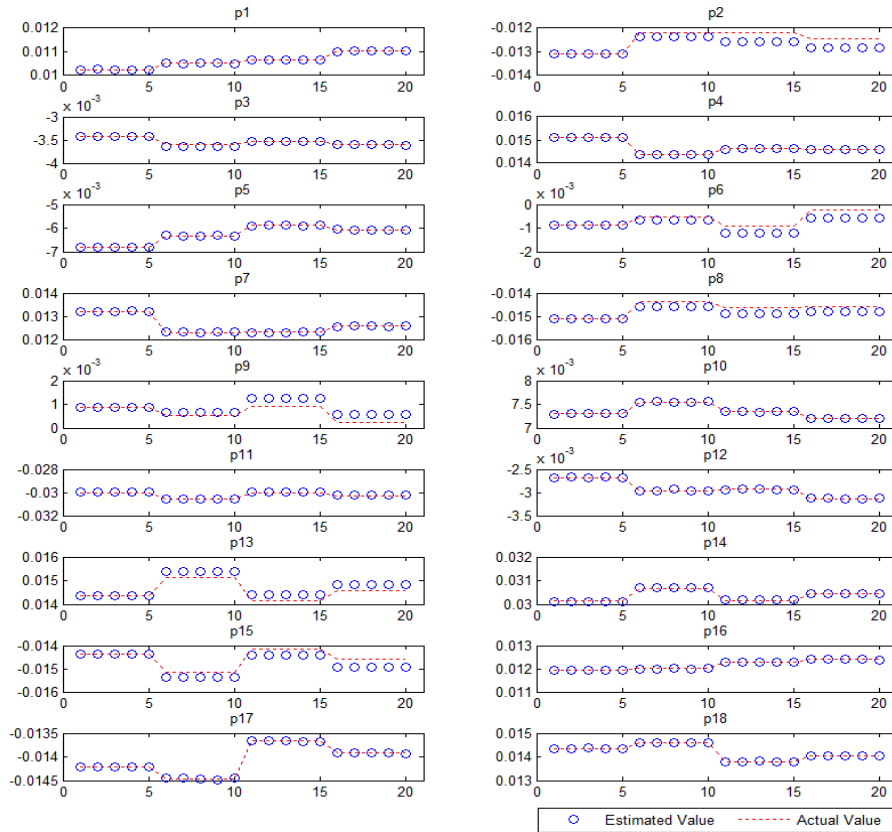 p1
0.012
0.011
0.01
0 5 10 15 20
p2
-0.012
-0.013
-0.014
0 5 10 15 20
p3
x 10⁻³
-3
-3.5
-4
0 5 10 15 20
p4
0.016
0.015
0.014
0 5 10 15 20
p5
x 10⁻³
-5
-6
-7
0 5 10 15 20
p6
x 10⁻³
0
-1
-2
0 5 10 15 20
p7
0.014
0.013
0.012
0 5 10 15 20
p8
-0.014
-0.015
-0.016
0 5 10 15 20
p9
x 10⁻³
2
1
0
0 5 10 15 20
p10
x 10⁻³
8
7.5
7
0 5 10 15 20
p11
-0.028
-0.03
-0.032
0 5 10 15 20
p12
x 10⁻³
-2.5
-3
-3.5
0 5 10 15 20
p13
0.016
0.015
0.014
0 5 10 15 20
p14
0.032
0.031
0.03
0 5 10 15 20
p15
-0.014
-0.015
-0.016
0 5 10 15 20
p16
0.013
0.012
0.011
0 5 10 15 20
p17
-0.0135
-0.014
-0.0145
0 5 10 15 20
p18
0.015
0.014
0.013
0 5 10 15 20
Estimated Value Actual Value